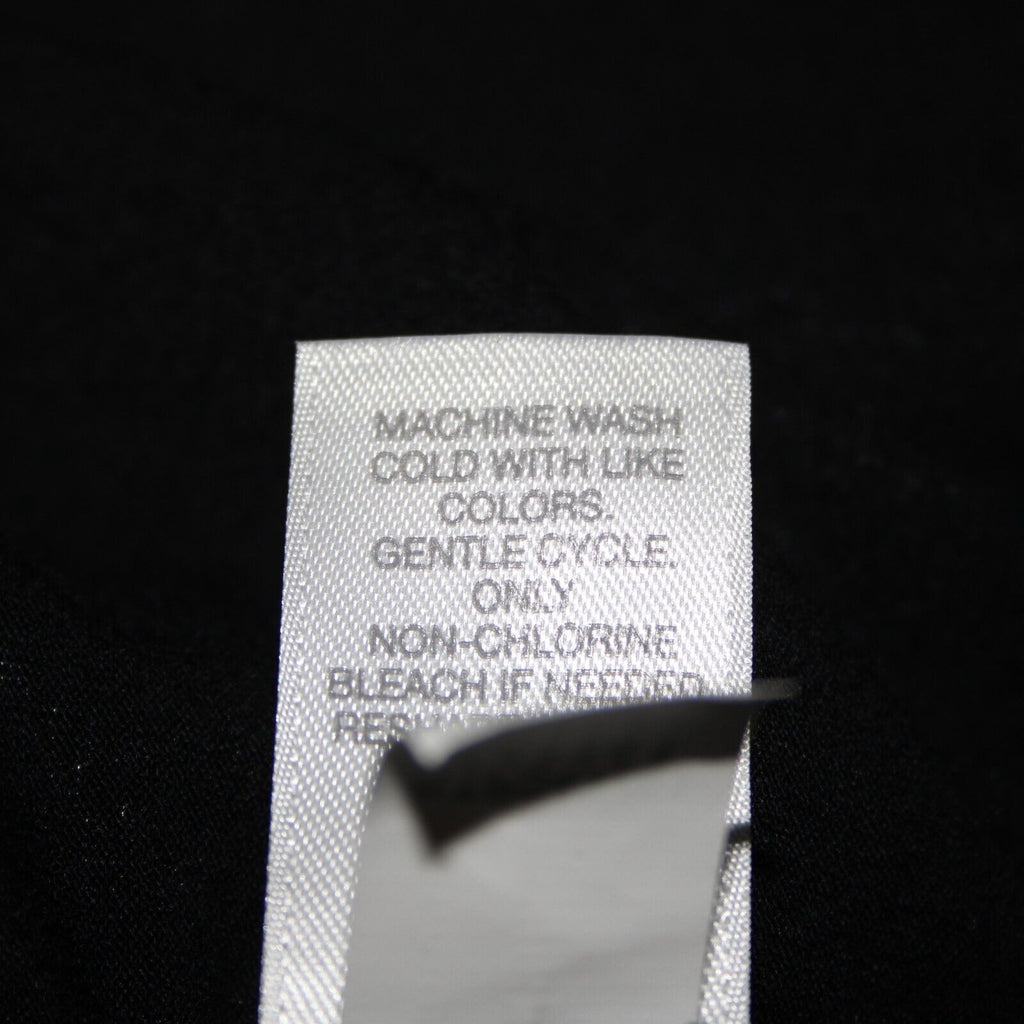 MACHINE WASH
COLD WITH LIKE
COLORS.
GENTLE CYCLE.
ONLY
NON-CHLORINE
BLEACH IF NEEDED